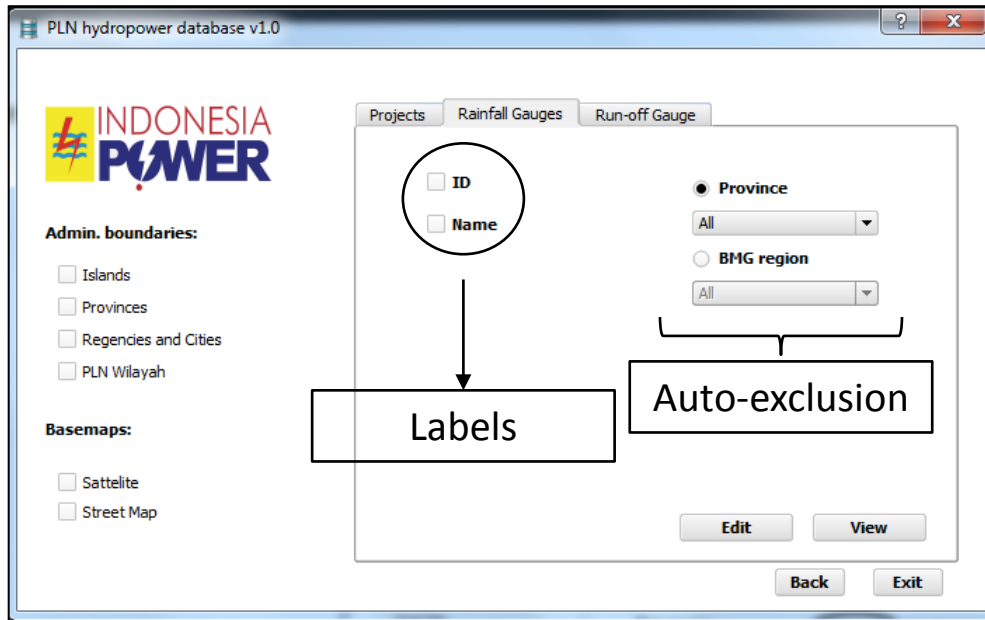 PLN hydropower database v1.0
?
INDONESIA
POWER
Admin. boundaries:
Islands
Provinces
Regencies and Cities
PLN Wilayah
Basemaps:
Sattelite
Street Map
Projects
Rainfall Gauges
Run-off Gauge
ID
Name
Province
All
BMG region
All
Labels
Auto-exclusion
Edit
View
Back
Exit